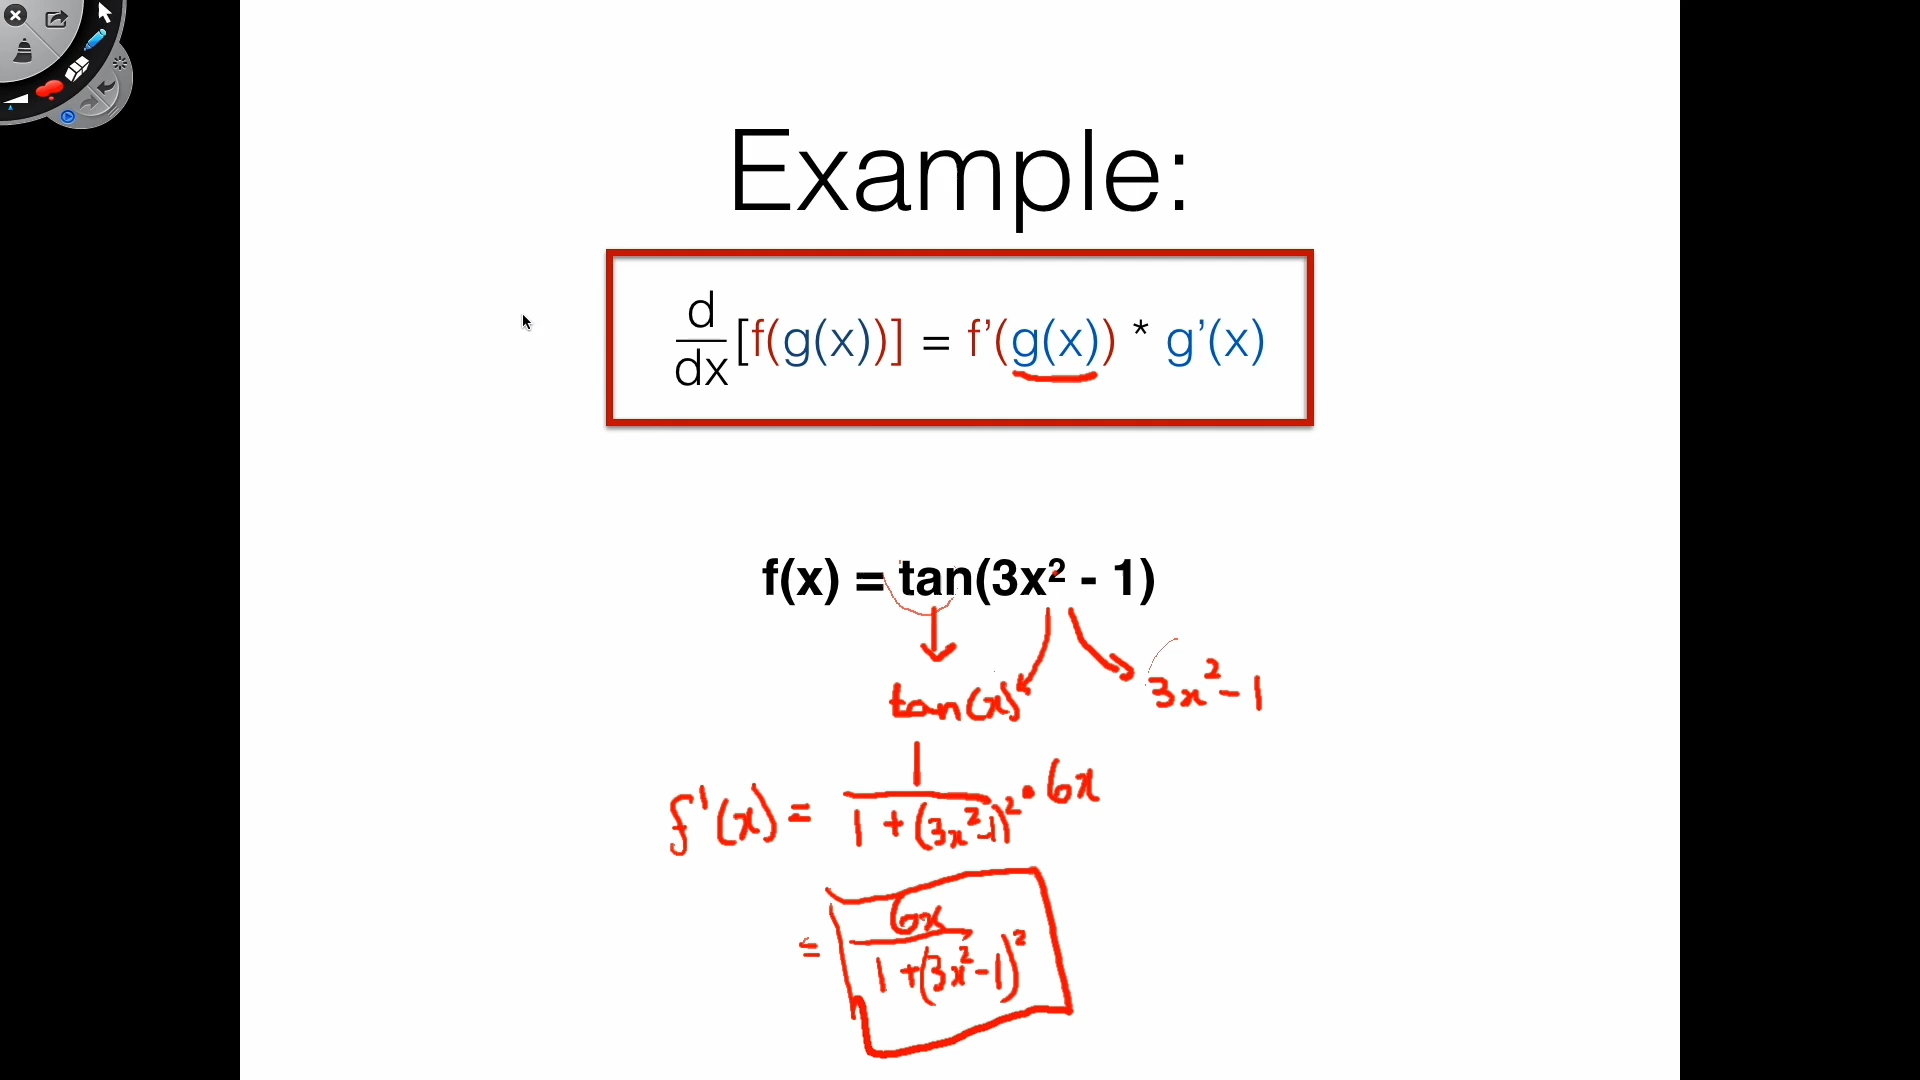 Example:
d/dx [f(g(x))] = f’(g(x)) * g’(x)
f(x) = tan(3x² - 1)
tan(x) 3x² - 1
f'(x) = 1/(1 + (3x² - 1)²) • 6x
= 6x/(1 + (3x² - 1)²)